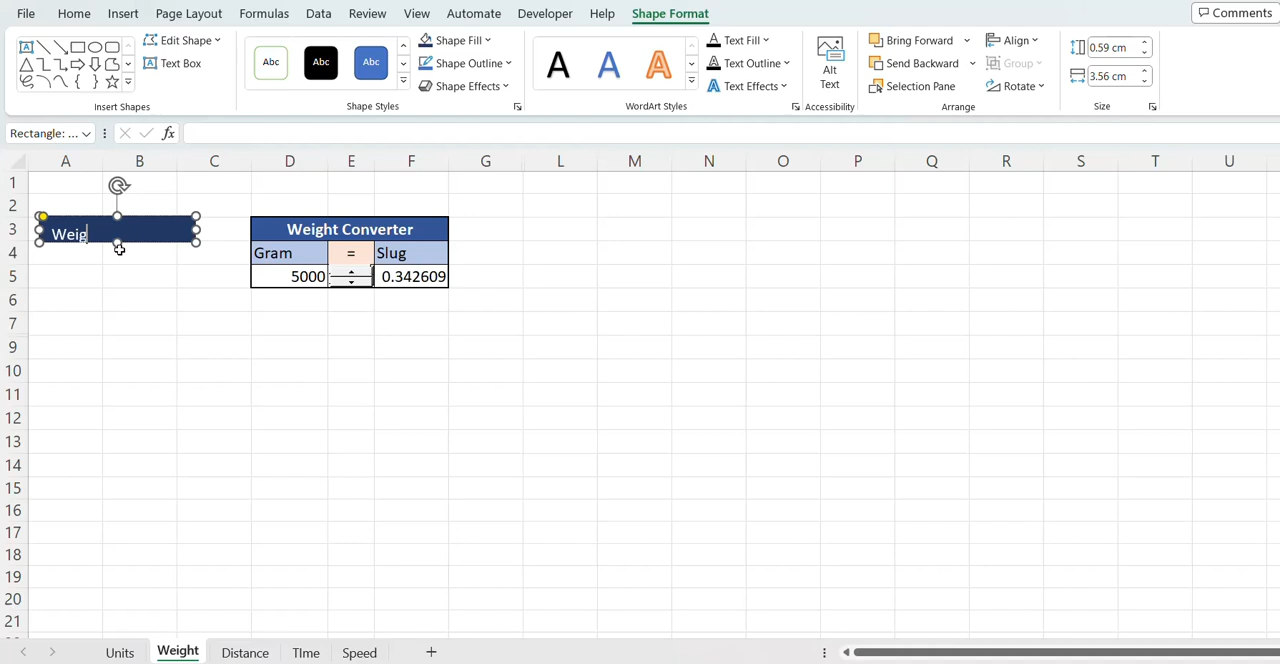 File Home Insert Page Layout Formulas Data Review View Automate Developer Help Shape Format Comments
Edit Shape
Text Box
Insert Shapes
Abc Abc Abc
Shape Fill
Shape Outline
Shape Effects
Shape Styles
A A A
Text Fill
Text Outline
Text Effects
WordArt Styles
Alt
Text
Accessibility
Bring Forward
Send Backward
Selection Pane
Align
Group
Rotate
Arrange
0.59 cm
3.56 cm
Size
Rectangle: ... fx
A B C D E F G L M N O P Q R S T U
1
2
3 Weig Weight Converter
4 Gram = Slug
5 5000 0.342609
6
7
9
10
11
12
13
14
15
16
17
18
19
20
21
Units Weight Distance TIme Speed +